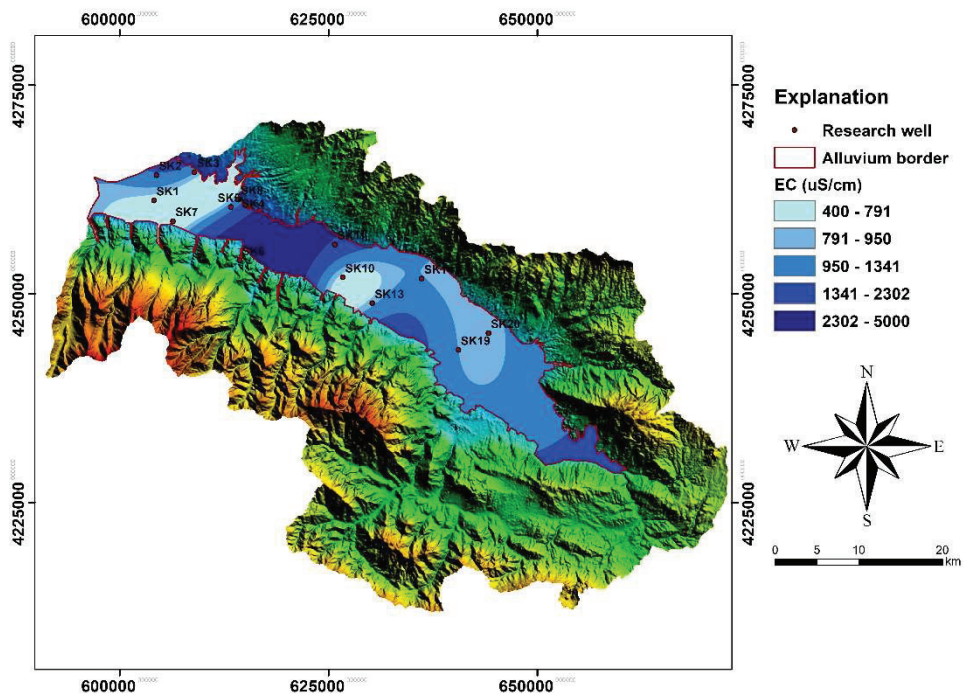 600000
625000
650000
4275000
4275000
SK2
SK3
SK1
SK7
SK10
SK1
4250000
4250000
SK13
SK20
SK19
4225000
4225000
600000
625000
650000
Explanation
Research well
Alluvium border
EC (uS/cm)
400 - 791
791 - 950
950 - 1341
1341 - 2302
2302 - 5000
N
W
E
S
0 5 10 20
km